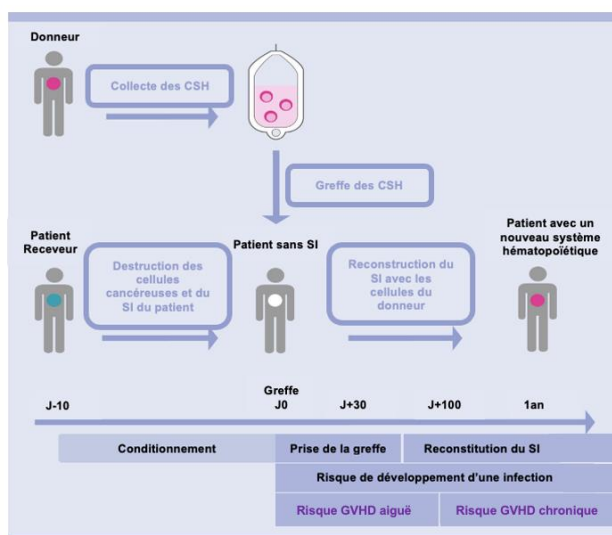 Donneur
Collecte des CSH
Greffe des CSH
Patient
Receveur
Destruction des
cellules
cancéreuses et du
SI du patient
Patient sans SI
Reconstruction du
SI avec les
cellules du
donneur
Patient avec un
nouveau système
hématopoïétique
J-10
Greffe
J0
J+30
J+100
1an
Conditionnement
Prise de la greffe
Reconstitution du SI
Risque de développement d'une infection
Risque GVHD aiguë
Risque GVHD chronique